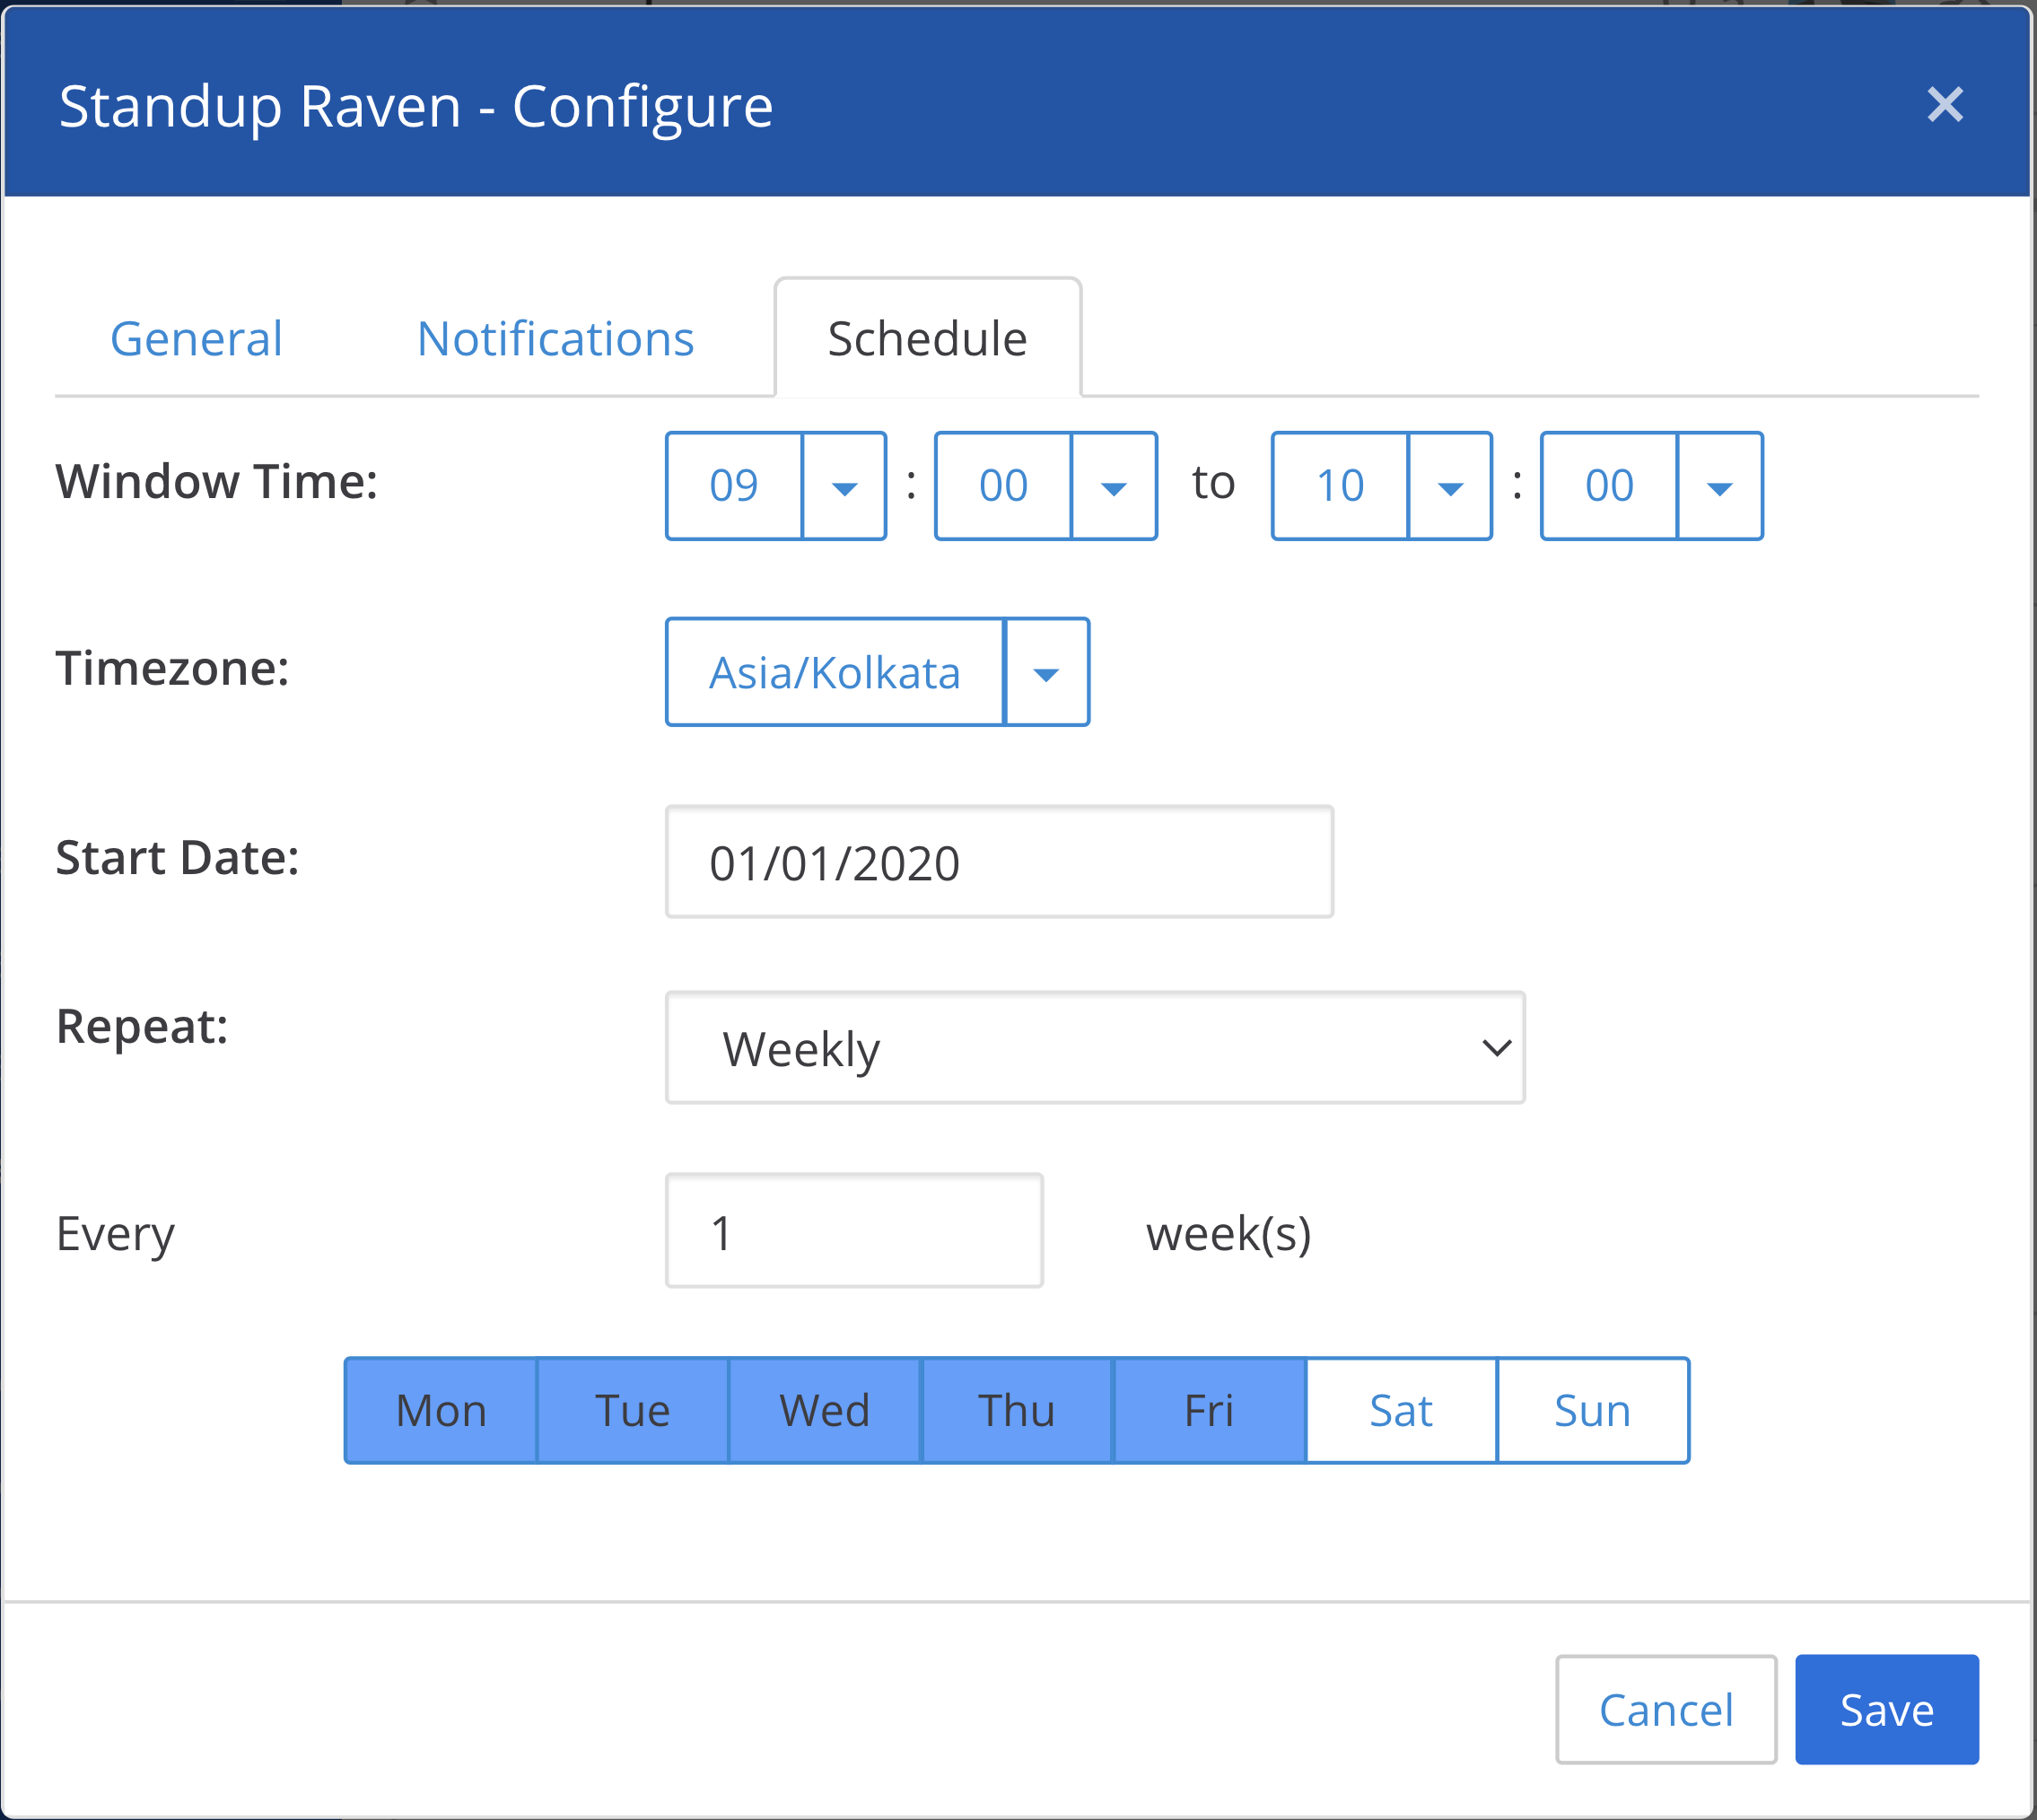 Standup Raven - Configure ×
General Notifications Schedule
Window Time: 09 : 00 to 10 : 00
Timezone: Asia/Kolkata
Start Date: 01/01/2020
Repeat: Weekly
Every 1 week(s)
Mon Tue Wed Thu Fri Sat Sun
Cancel Save